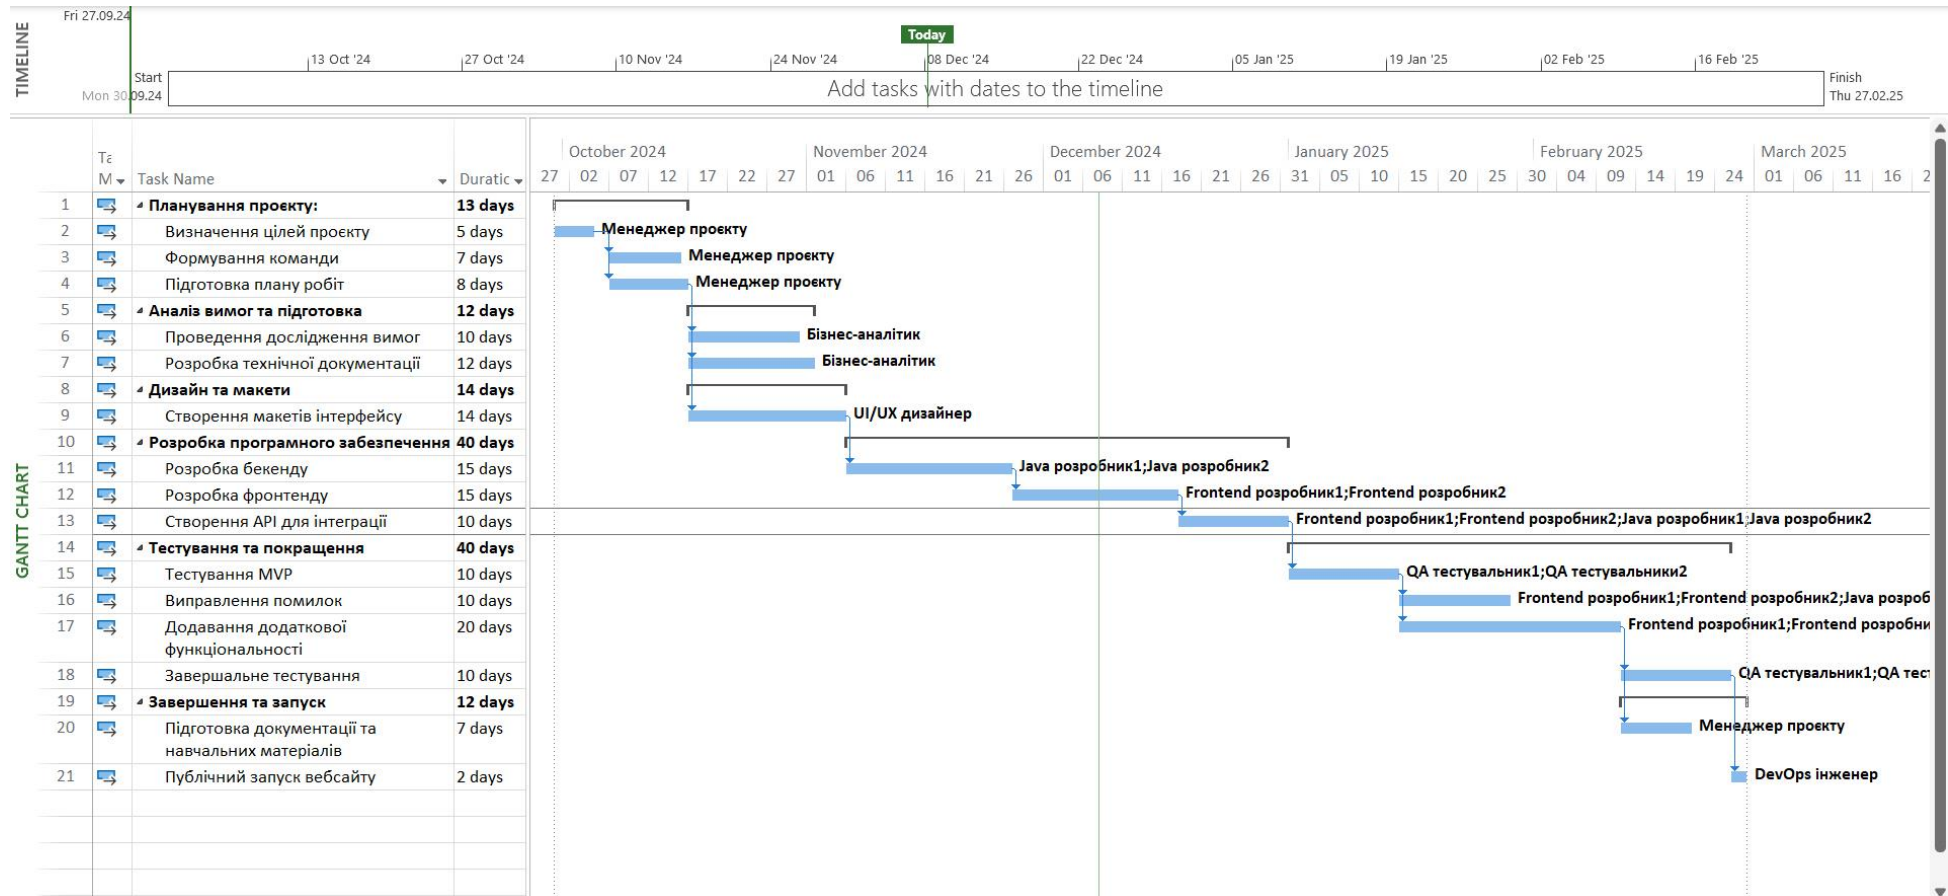 Fri 27.09.24
Today
13 Oct '24 27 Oct '24 10 Nov '24 24 Nov '24 08 Dec '24 22 Dec '24 05 Jan '25 19 Jan '25 02 Feb '25 16 Feb '25
TIMELINE
Start
Mon 30.09.24
Add tasks with dates to the timeline
Finish
Thu 27.02.25
GANTT CHART
October 2024 November 2024 December 2024 January 2025 February 2025 March 2025
M Task Name Duratic 27 02 07 12 17 22 27 01 06 11 16 21 26 01 06 11 16 21 26 31 05 10 15 20 25 30 04 09 14 19 24 01 06 11 16
1 Планування проєкту: 13 days
2 Визначення цілей проєкту 5 days Менеджер проєкту
3 Формування команди 7 days Менеджер проєкту
4 Підготовка плану робіт 8 days Менеджер проєкту
5 Аналіз вимог та підготовка 12 days
6 Проведення дослідження вимог 10 days Бізнес-аналітик
7 Розробка технічної документації 12 days Бізнес-аналітик
8 Дизайн та макети 14 days
9 Створення макетів інтерфейсу 14 days UI/UX дизайнер
10 Розробка програмного забезпечення 40 days
11 Розробка бекенду 15 days Java розробник1;Java розробник2
12 Розробка фронтенду 15 days Frontend розробник1;Frontend розробник2
13 Створення API для інтеграції 10 days Frontend розробник1;Frontend розробник2;Java розробник1;Java розробник2
14 Тестування та покращення 40 days
15 Тестування MVP 10 days QA тестувальник1;QA тестувальники2
16 Виправлення помилок 10 days Frontend розробник1;Frontend розробник2;Java розроб
17 Додавання додаткової 20 days Frontend розробник1;Frontend розробни
функціональності
18 Завершальне тестування 10 days QA тестувальник1;QA тес
19 Завершення та запуск 12 days
20 Підготовка документації та 7 days Менеджер проєкту
навчальних матеріалів
21 Публічний запуск вебсайту 2 days DevOps інженер